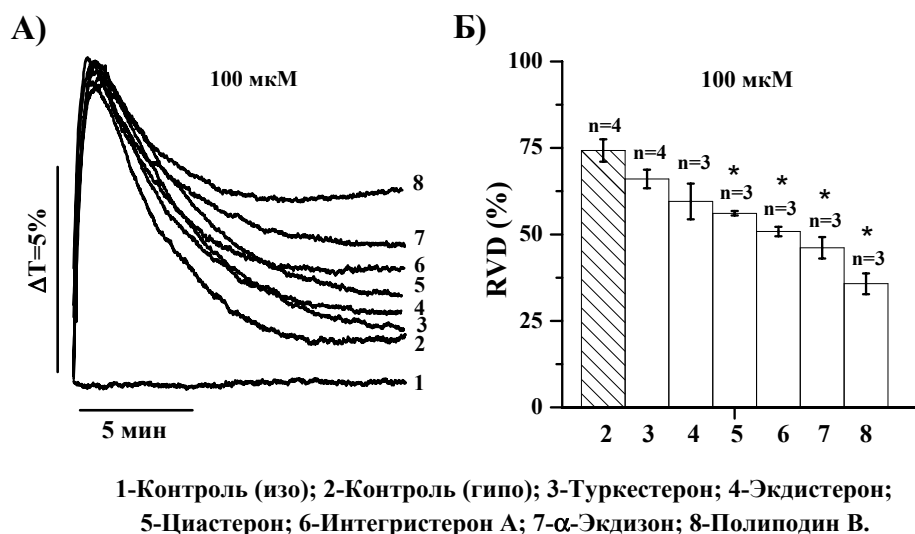 А)
100 мкМ
ΔT=5%
8
7
6
5
4
3
2
1
5 мин
Б)
100 мкМ
RVD (%)
100
75
50
25
0
n=4
n=4
n=3
*
n=3
*
n=3
*
n=3
*
n=3
2 3 4 5 6 7 8
1-Контроль (изо); 2-Контроль (гипо); 3-Туркестерон; 4-Экдистерон;
5-Циастерон; 6-Интегристерон А; 7-α-Экдизон; 8-Полиподин В.